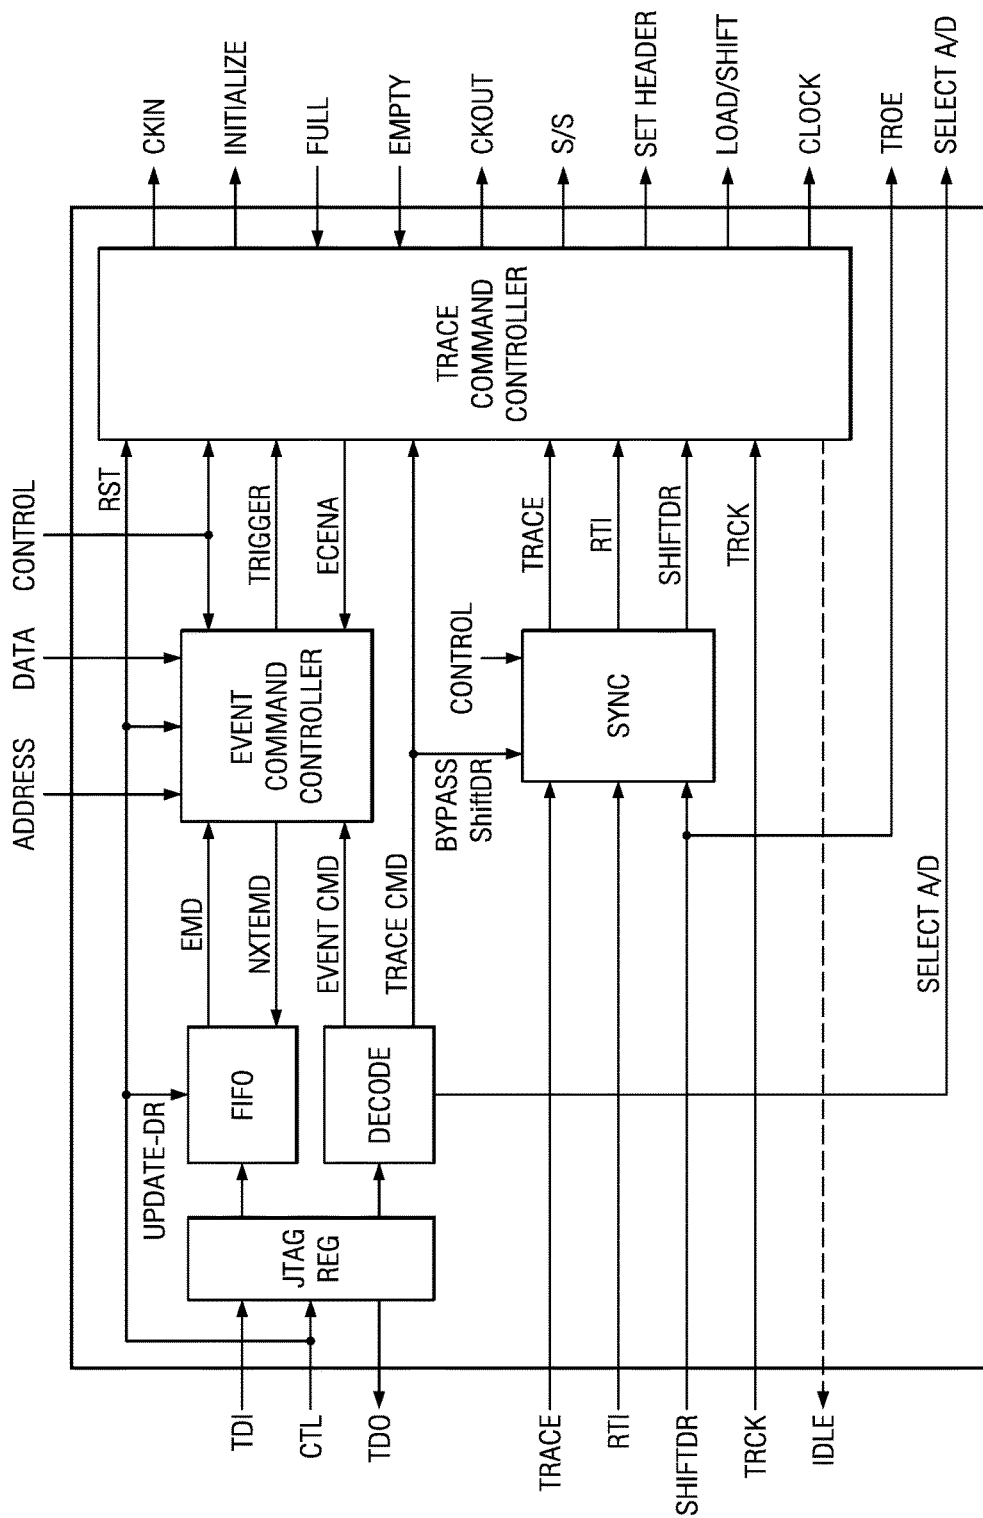 ADDRESS
DATA
CONTROL
RST
UPDATE-DR
TDI
CTL
TDO
JTAG
REG
FIFO
DECODE
EMD
NXTEMD
EVENT CMD
TRACE CMD
EVENT
COMMAND
CONTROLLER
TRIGGER
ECENA
BYPASS
ShiftDR
CONTROL
SYNC
TRACE
RTI
SHIFTDR
TRCK
TRACE
COMMAND
CONTROLLER
CKIN
INITIALIZE
FULL
EMPTY
CKOUT
S/S
SET HEADER
LOAD/SHIFT
CLOCK
TROE
SELECT A/D
TRACE
RTI
SHIFTDR
TRCK
IDLE
SELECT A/D